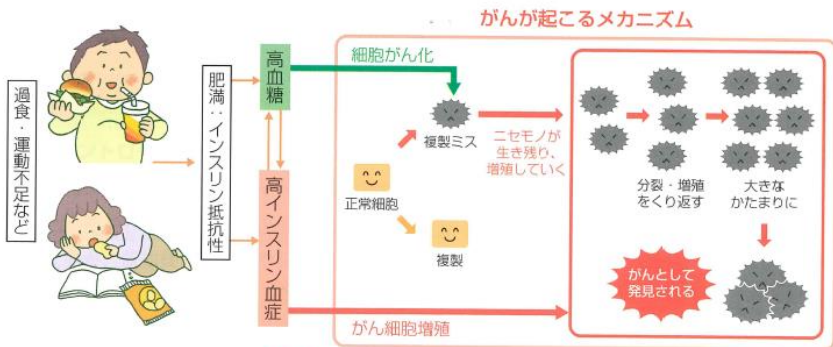 がんが起こるメカニズム
過食・運動不足など
肥満：インスリン抵抗性
高血糖
高インスリン血症
細胞がん化
正常細胞
複製ミス
複製
ニセモノが
生き残り、
増殖していく
分裂・増殖
をくり返す
大きな
かたまりに
がんとして
発見される
がん細胞増殖